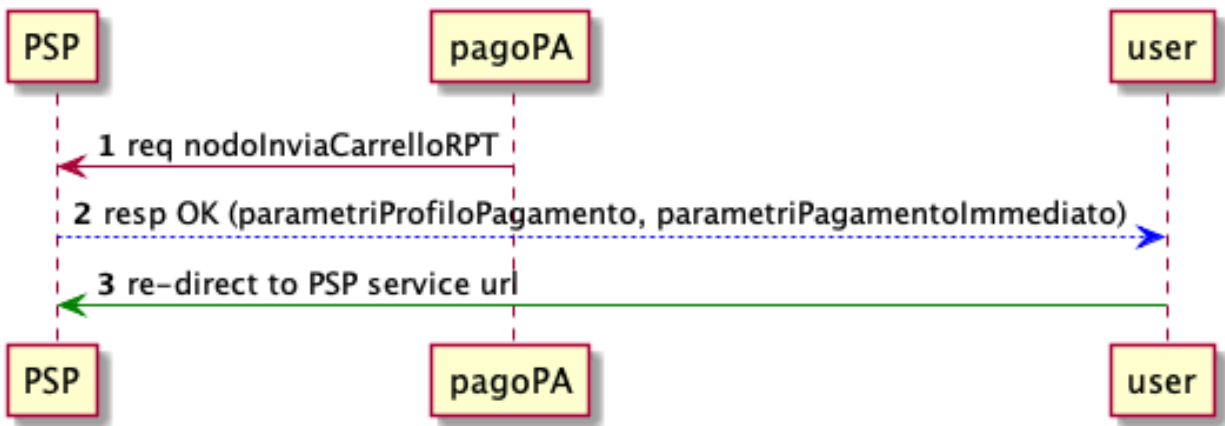 PSP pagoPA user
1 req nodoInviaCarrelloRPT
2 resp OK (parametriProfiloPagamento, parametriPagamentoImmediato)
3 re-direct to PSP service url
PSP pagoPA user